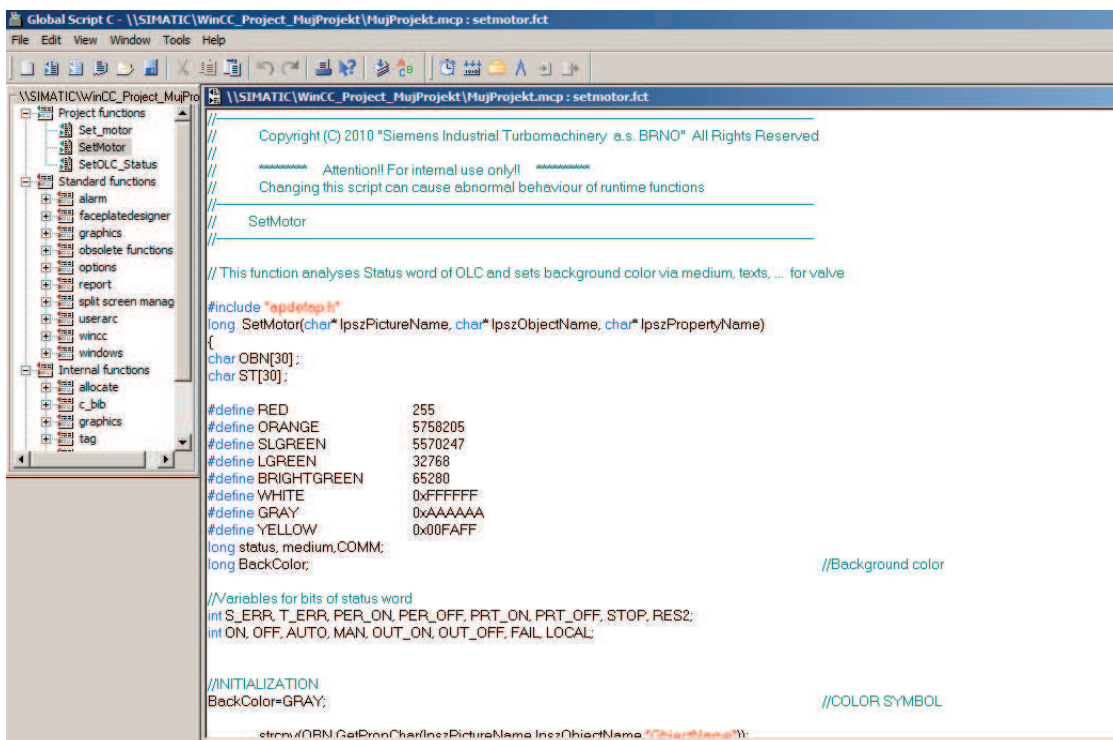 Global Script C - \\SIMATIC\WinCC_Project_MujProjekt\MujProjekt.mcp : setmotor.fct
File Edit View Window Tools Help
\\SIMATIC\WinCC_Project_MujPro
Project functions
Set_motor
SetMotor
SetOLC_Status
Standard functions
alarm
faceplatedesigner
graphics
obsolete functions
options
report
split screen manag
userarc
wincc
windows
Internal functions
allocate
c_bib
graphics
tag
\\SIMATIC\WinCC_Project_MujProjekt\MujProjekt.mcp : setmotor.fct
//
// Copyright (C) 2010 "Siemens Industrial Turbomachinery a.s. BRNO" All Rights Reserved
//
// ********** Attention!! For internal use only!! **********
// Changing this script can cause abnormal behaviour of runtime functions
//
// SetMotor
//
// This function analyses Status word of OLC and sets background color via medium, texts, ... for valve
#include "apdefap.h"
long SetMotor(char* lpszPictureName, char* lpszObjectName, char* lpszPropertyName)
{
char OBN[30];
char ST[30];
#define RED 255
#define ORANGE 5758205
#define SLGREEN 5570247
#define LGREEN 32768
#define BRIGHTGREEN 65280
#define WHITE 0xFFFFFF
#define GRAY 0xAAAAAA
#define YELLOW 0x00FAFF
long status, medium,COMM;
long BackColor; //Background color
//Variables for bits of status word
int S_ERR, T_ERR, PER_ON, PER_OFF, PRT_ON, PRT_OFF, STOP, RES2;
int ON, OFF, AUTO, MAN, OUT_ON, OUT_OFF, FAIL, LOCAL;
//INITIALIZATION
BackColor=GRAY; //COLOR SYMBOL
strcpy(OBN,GetPropChar(lpszPictureName,lpszObjectName,"ObjectName"));